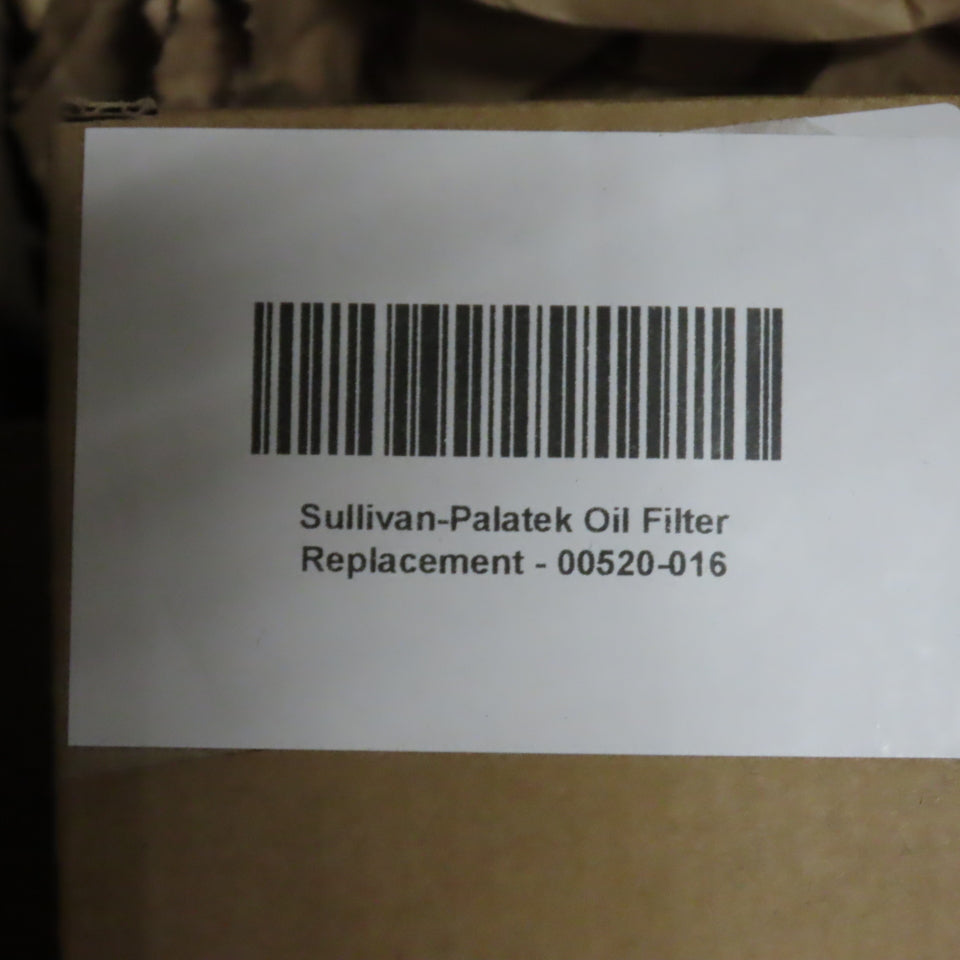 Sullivan-Palatek Oil Filter
Replacement - 00520-016